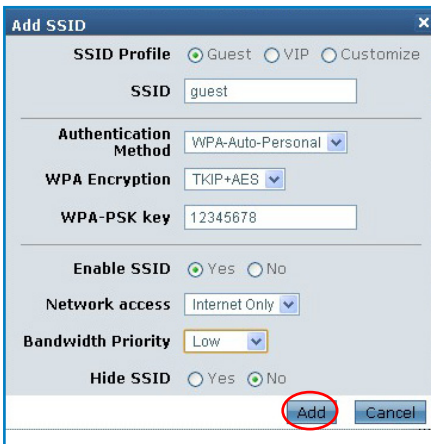 Add SSID x
SSID Profile Guest VIP Customize
SSID guest
Authentication
Method WPA-Auto-Personal
WPA Encryption TKIP+AES
WPA-PSK key 12345678
Enable SSID Yes No
Network access Internet Only
Bandwidth Priority Low
Hide SSID Yes No
Add Cancel